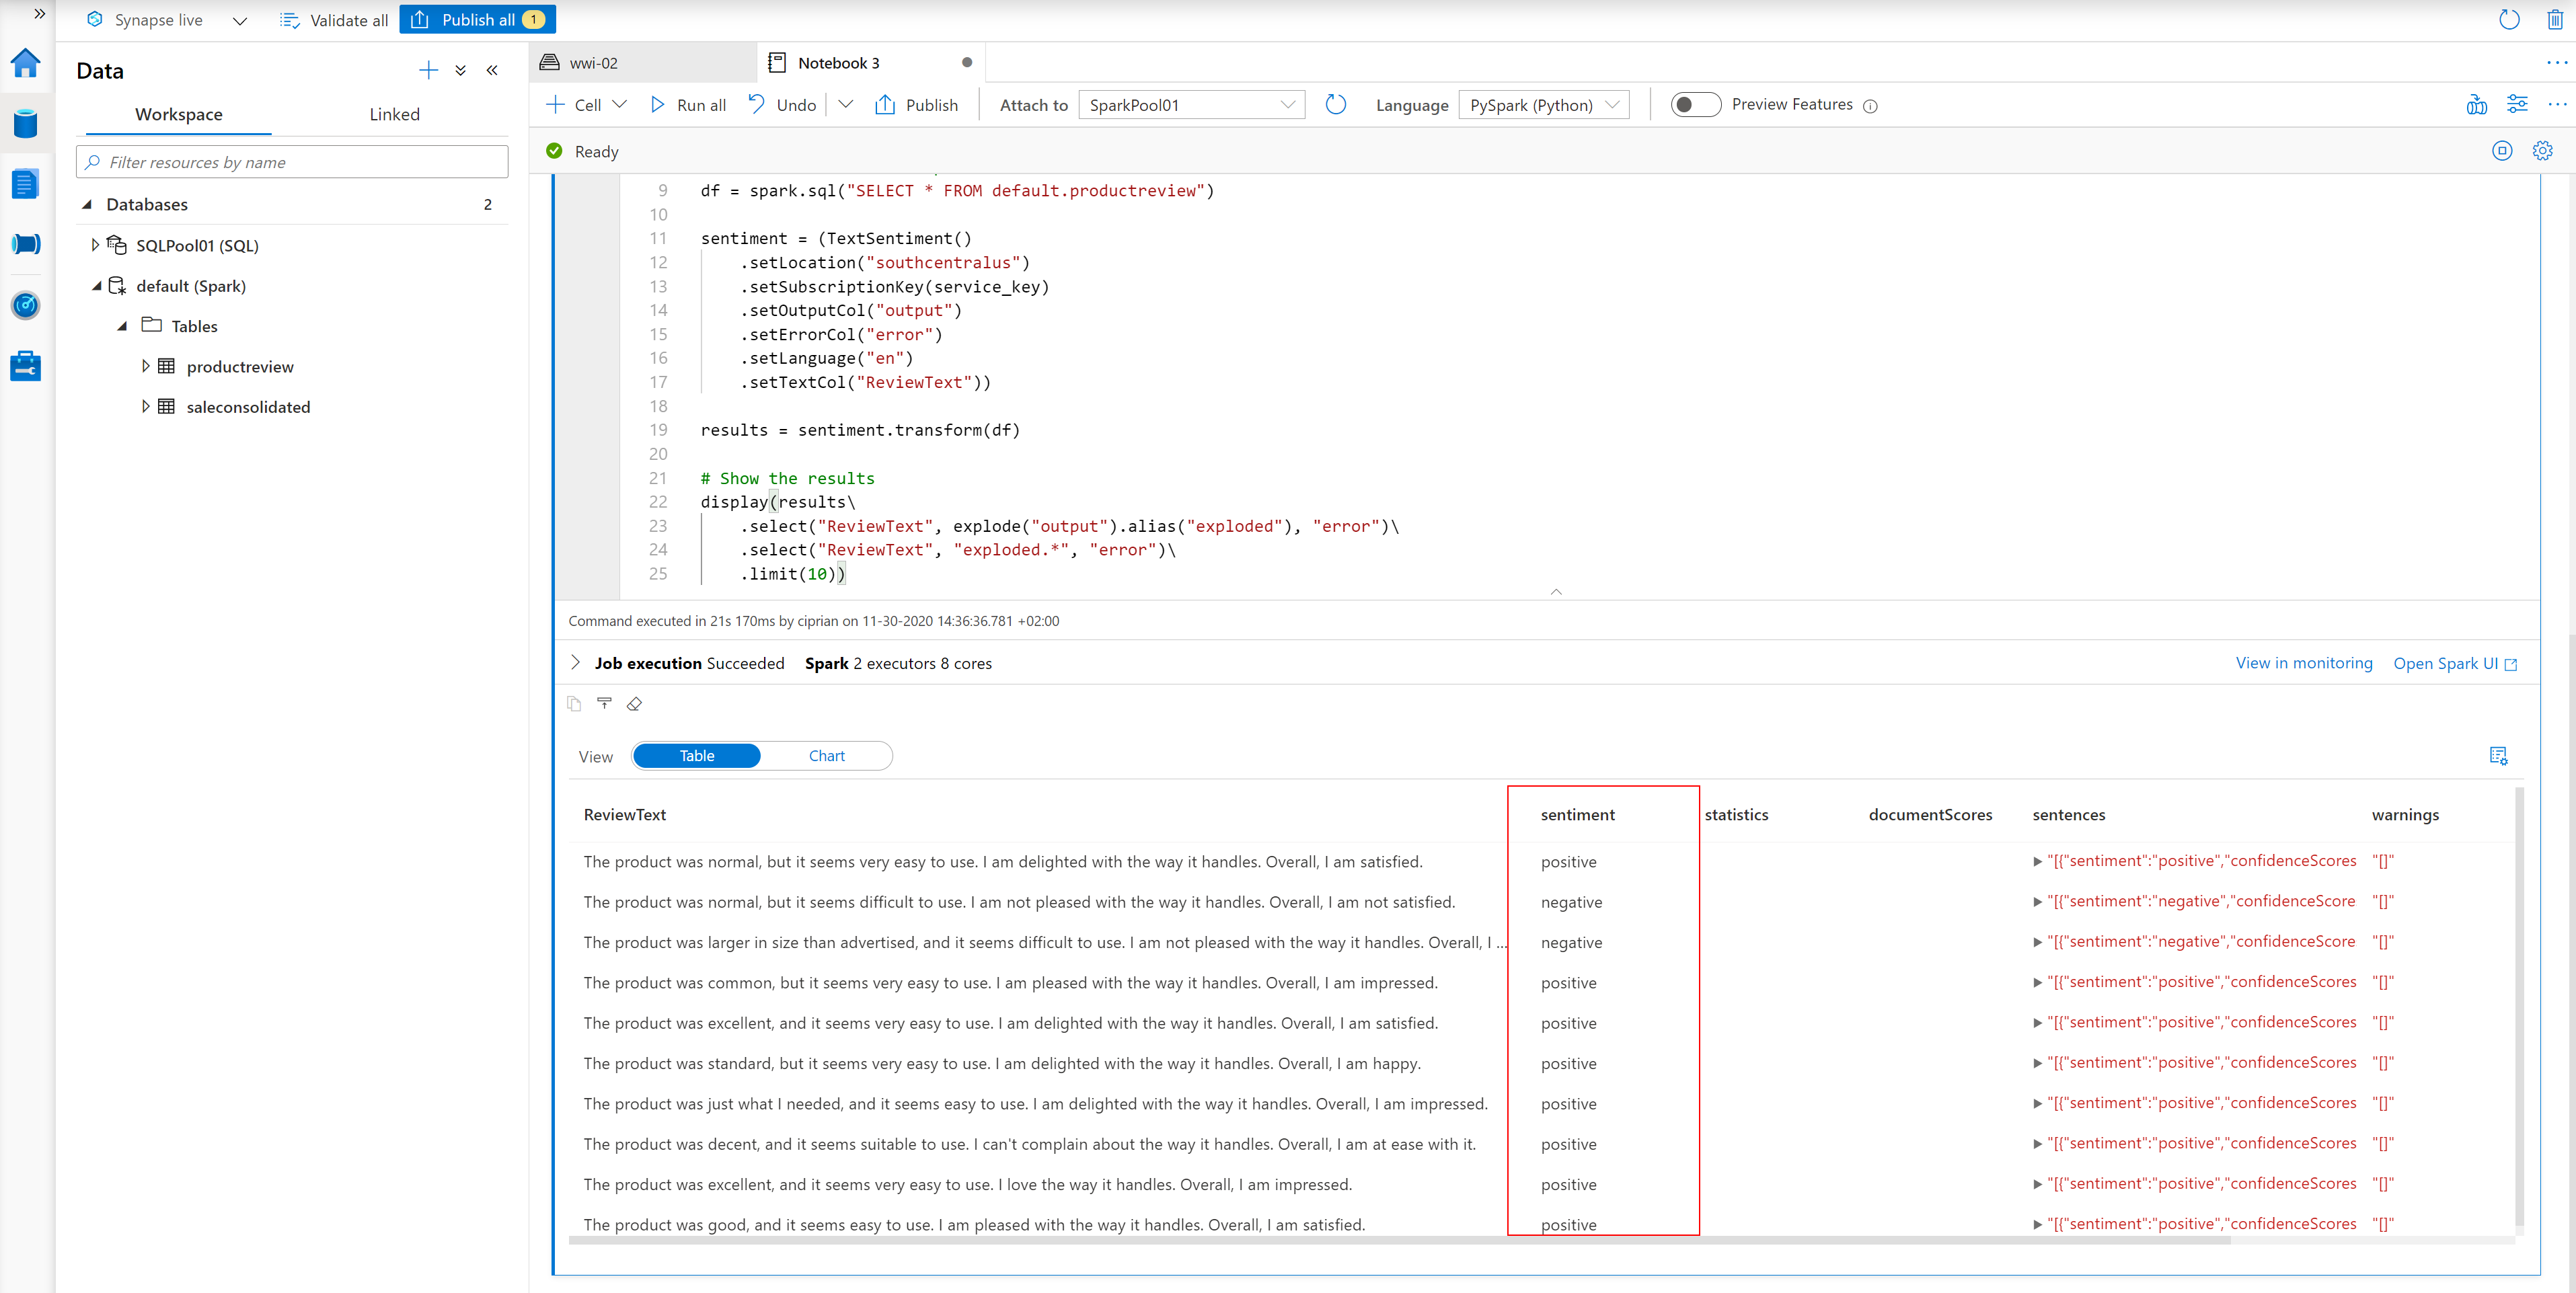 Synapse live
Validate all
Publish all 1
Data
wwi-02
Notebook 3
Workspace Linked
Cell
Run all
Undo
Publish
Attach to SparkPool01
Language PySpark (Python)
Preview Features
Filter resources by name
Ready
Databases 2
SQLPool01 (SQL)
default (Spark)
Tables
productreview
saleconsolidated
9 df = spark.sql("SELECT * FROM default.productreview")
10
11 sentiment = (TextSentiment()
12 .setLocation("southcentralus")
13 .setSubscriptionKey(service_key)
14 .setOutputCol("output")
15 .setErrorCol("error")
16 .setLanguage("en")
17 .setTextCol("ReviewText"))
18
19 results = sentiment.transform(df)
20
21 # Show the results
22 display(results\
23 .select("ReviewText", explode("output").alias("exploded"), "error")\
24 .select("ReviewText", "exploded.*", "error")\
25 .limit(10))
Command executed in 21s 170ms by ciprian on 11-30-2020 14:36:36.781 +02:00
Job execution Succeeded Spark 2 executors 8 cores View in monitoring Open Spark UI
View Table Chart
ReviewText sentiment statistics documentScores sentences warnings
The product was normal, but it seems very easy to use. I am delighted with the way it handles. Overall, I am satisfied. positive "[{"sentiment":"positive","confidenceScores "[]"
The product was normal, but it seems difficult to use. I am not pleased with the way it handles. Overall, I am not satisfied. negative "[{"sentiment":"negative","confidenceScore "[]"
The product was larger in size than advertised, and it seems difficult to use. I am not pleased with the way it handles. Overall, I ... negative "[{"sentiment":"negative","confidenceScore "[]"
The product was common, but it seems very easy to use. I am pleased with the way it handles. Overall, I am impressed. positive "[{"sentiment":"positive","confidenceScores "[]"
The product was excellent, and it seems very easy to use. I am delighted with the way it handles. Overall, I am satisfied. positive "[{"sentiment":"positive","confidenceScores "[]"
The product was standard, but it seems very easy to use. I am delighted with the way it handles. Overall, I am happy. positive "[{"sentiment":"positive","confidenceScores "[]"
The product was just what I needed, and it seems easy to use. I am delighted with the way it handles. Overall, I am impressed. positive "[{"sentiment":"positive","confidenceScores "[]"
The product was decent, and it seems suitable to use. I can't complain about the way it handles. Overall, I am at ease with it. positive "[{"sentiment":"positive","confidenceScores "[]"
The product was excellent, and it seems very easy to use. I love the way it handles. Overall, I am impressed. positive "[{"sentiment":"positive","confidenceScores "[]"
The product was good, and it seems easy to use. I am pleased with the way it handles. Overall, I am satisfied. positive "[{"sentiment":"positive","confidenceScores "[]"